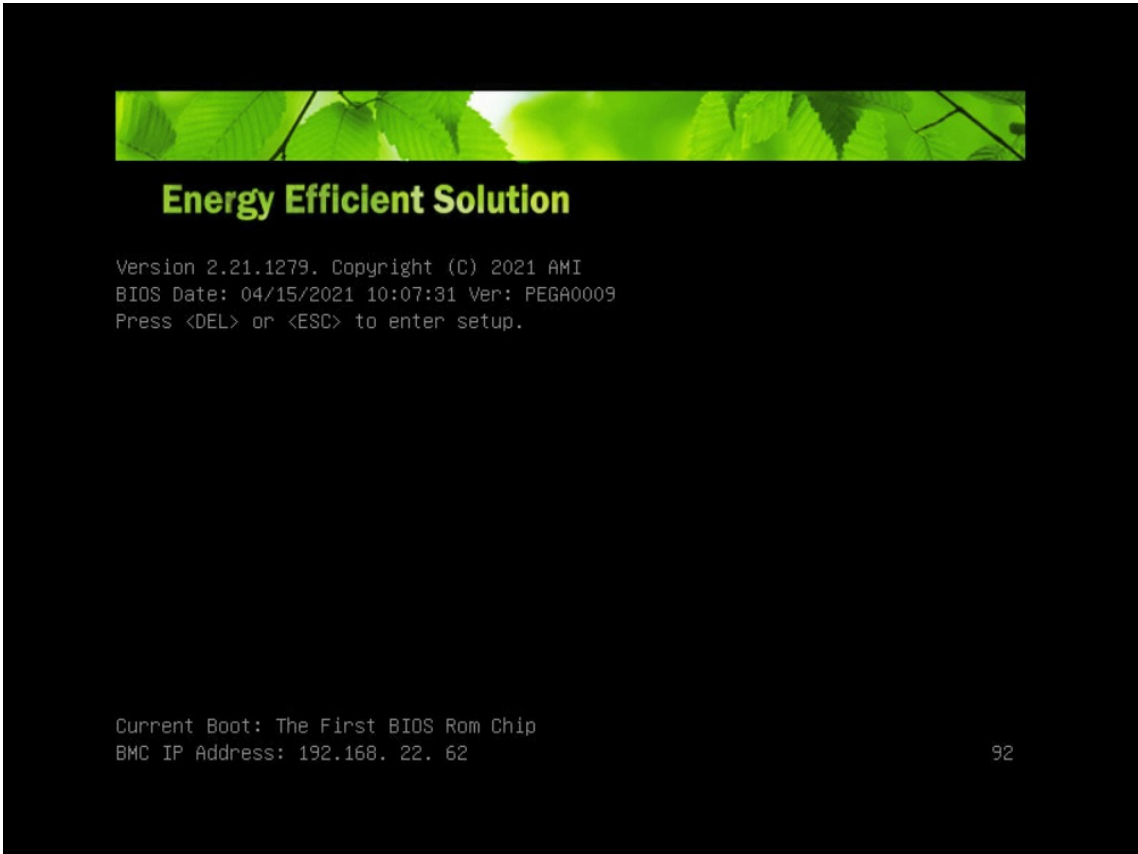 Energy Efficient Solution
Version 2.21.1279. Copyright (C) 2021 AMI
BIOS Date: 04/15/2021 10:07:31 Ver: PEGA0009
Press <DEL> or <ESC> to enter setup.
Current Boot: The First BIOS Rom Chip
BMC IP Address: 192.168. 22. 62 92